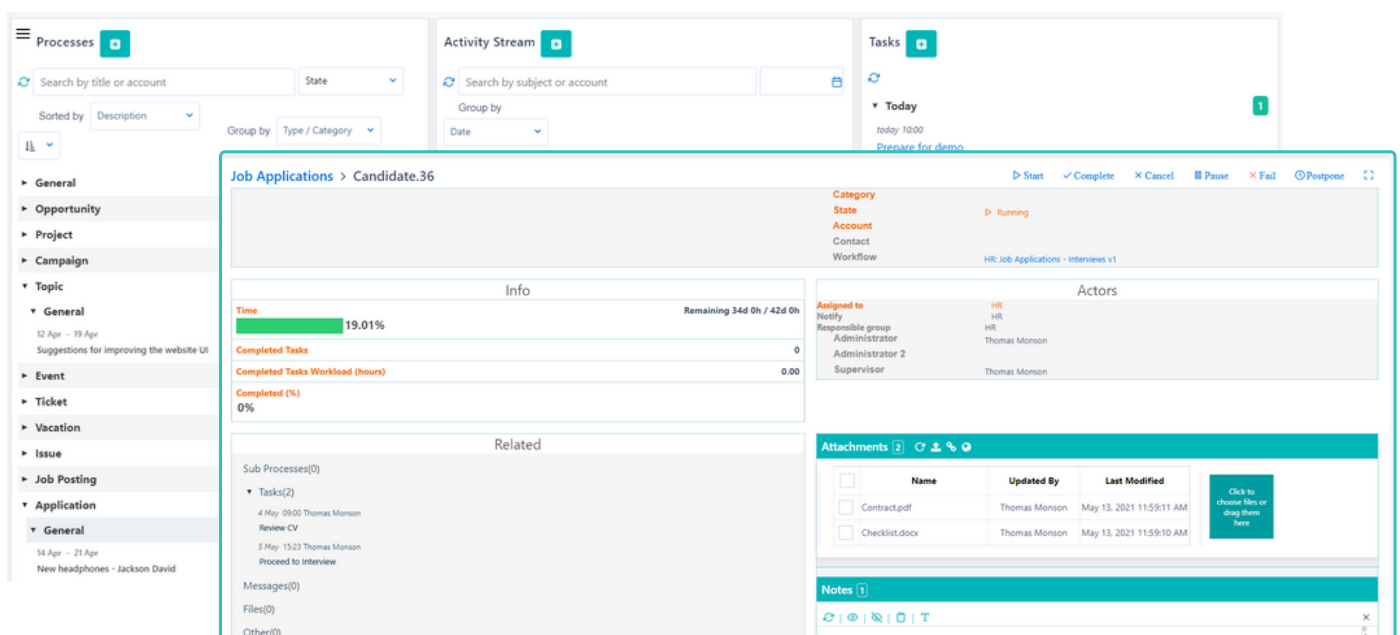 Processes
Search by title or account
State
Sorted by
Description
Group by
Type / Category
General
Opportunity
Project
Campaign
Topic
General
12 Apr - 19 Apr
Suggestions for improving the website UI
Event
Ticket
Vacation
Issue
Job Posting
Application
General
14 Apr - 21 Apr
New headphones - Jackson David
Activity Stream
Search by subject or account
Group by
Date
Tasks
Today
1
today 10:00
Prepare for demo
Job Applications > Candidate.36
Start
Complete
Cancel
Pause
Fail
Postpone
Category
State
Running
Account
Contact
Workflow
HR: Job Applications - Interviews v1
Info
Time
Remaining 34d 0h / 42d 0h
19.01%
Completed Tasks
0
Completed Tasks Workload (hours)
0.00
Completed (%)
0%
Actors
Assigned to
HR
Notify
HR
Responsible group
HR
Administrator
Thomas Monson
Administrator 2
Supervisor
Thomas Monson
Related
Sub Processes(0)
Tasks(2)
4 May 09:00 Thomas Monson
Review CV
5 May 15:23 Thomas Monson
Proceed to Interview
Messages(0)
Files(0)
Other(0)
Attachments 2
Name
Updated By
Last Modified
Contract.pdf
Thomas Monson
May 13, 2021 11:59:11 AM
Checklist.docx
Thomas Monson
May 13, 2021 11:59:10 AM
Click to
choose files or
drag them
here
Notes 1